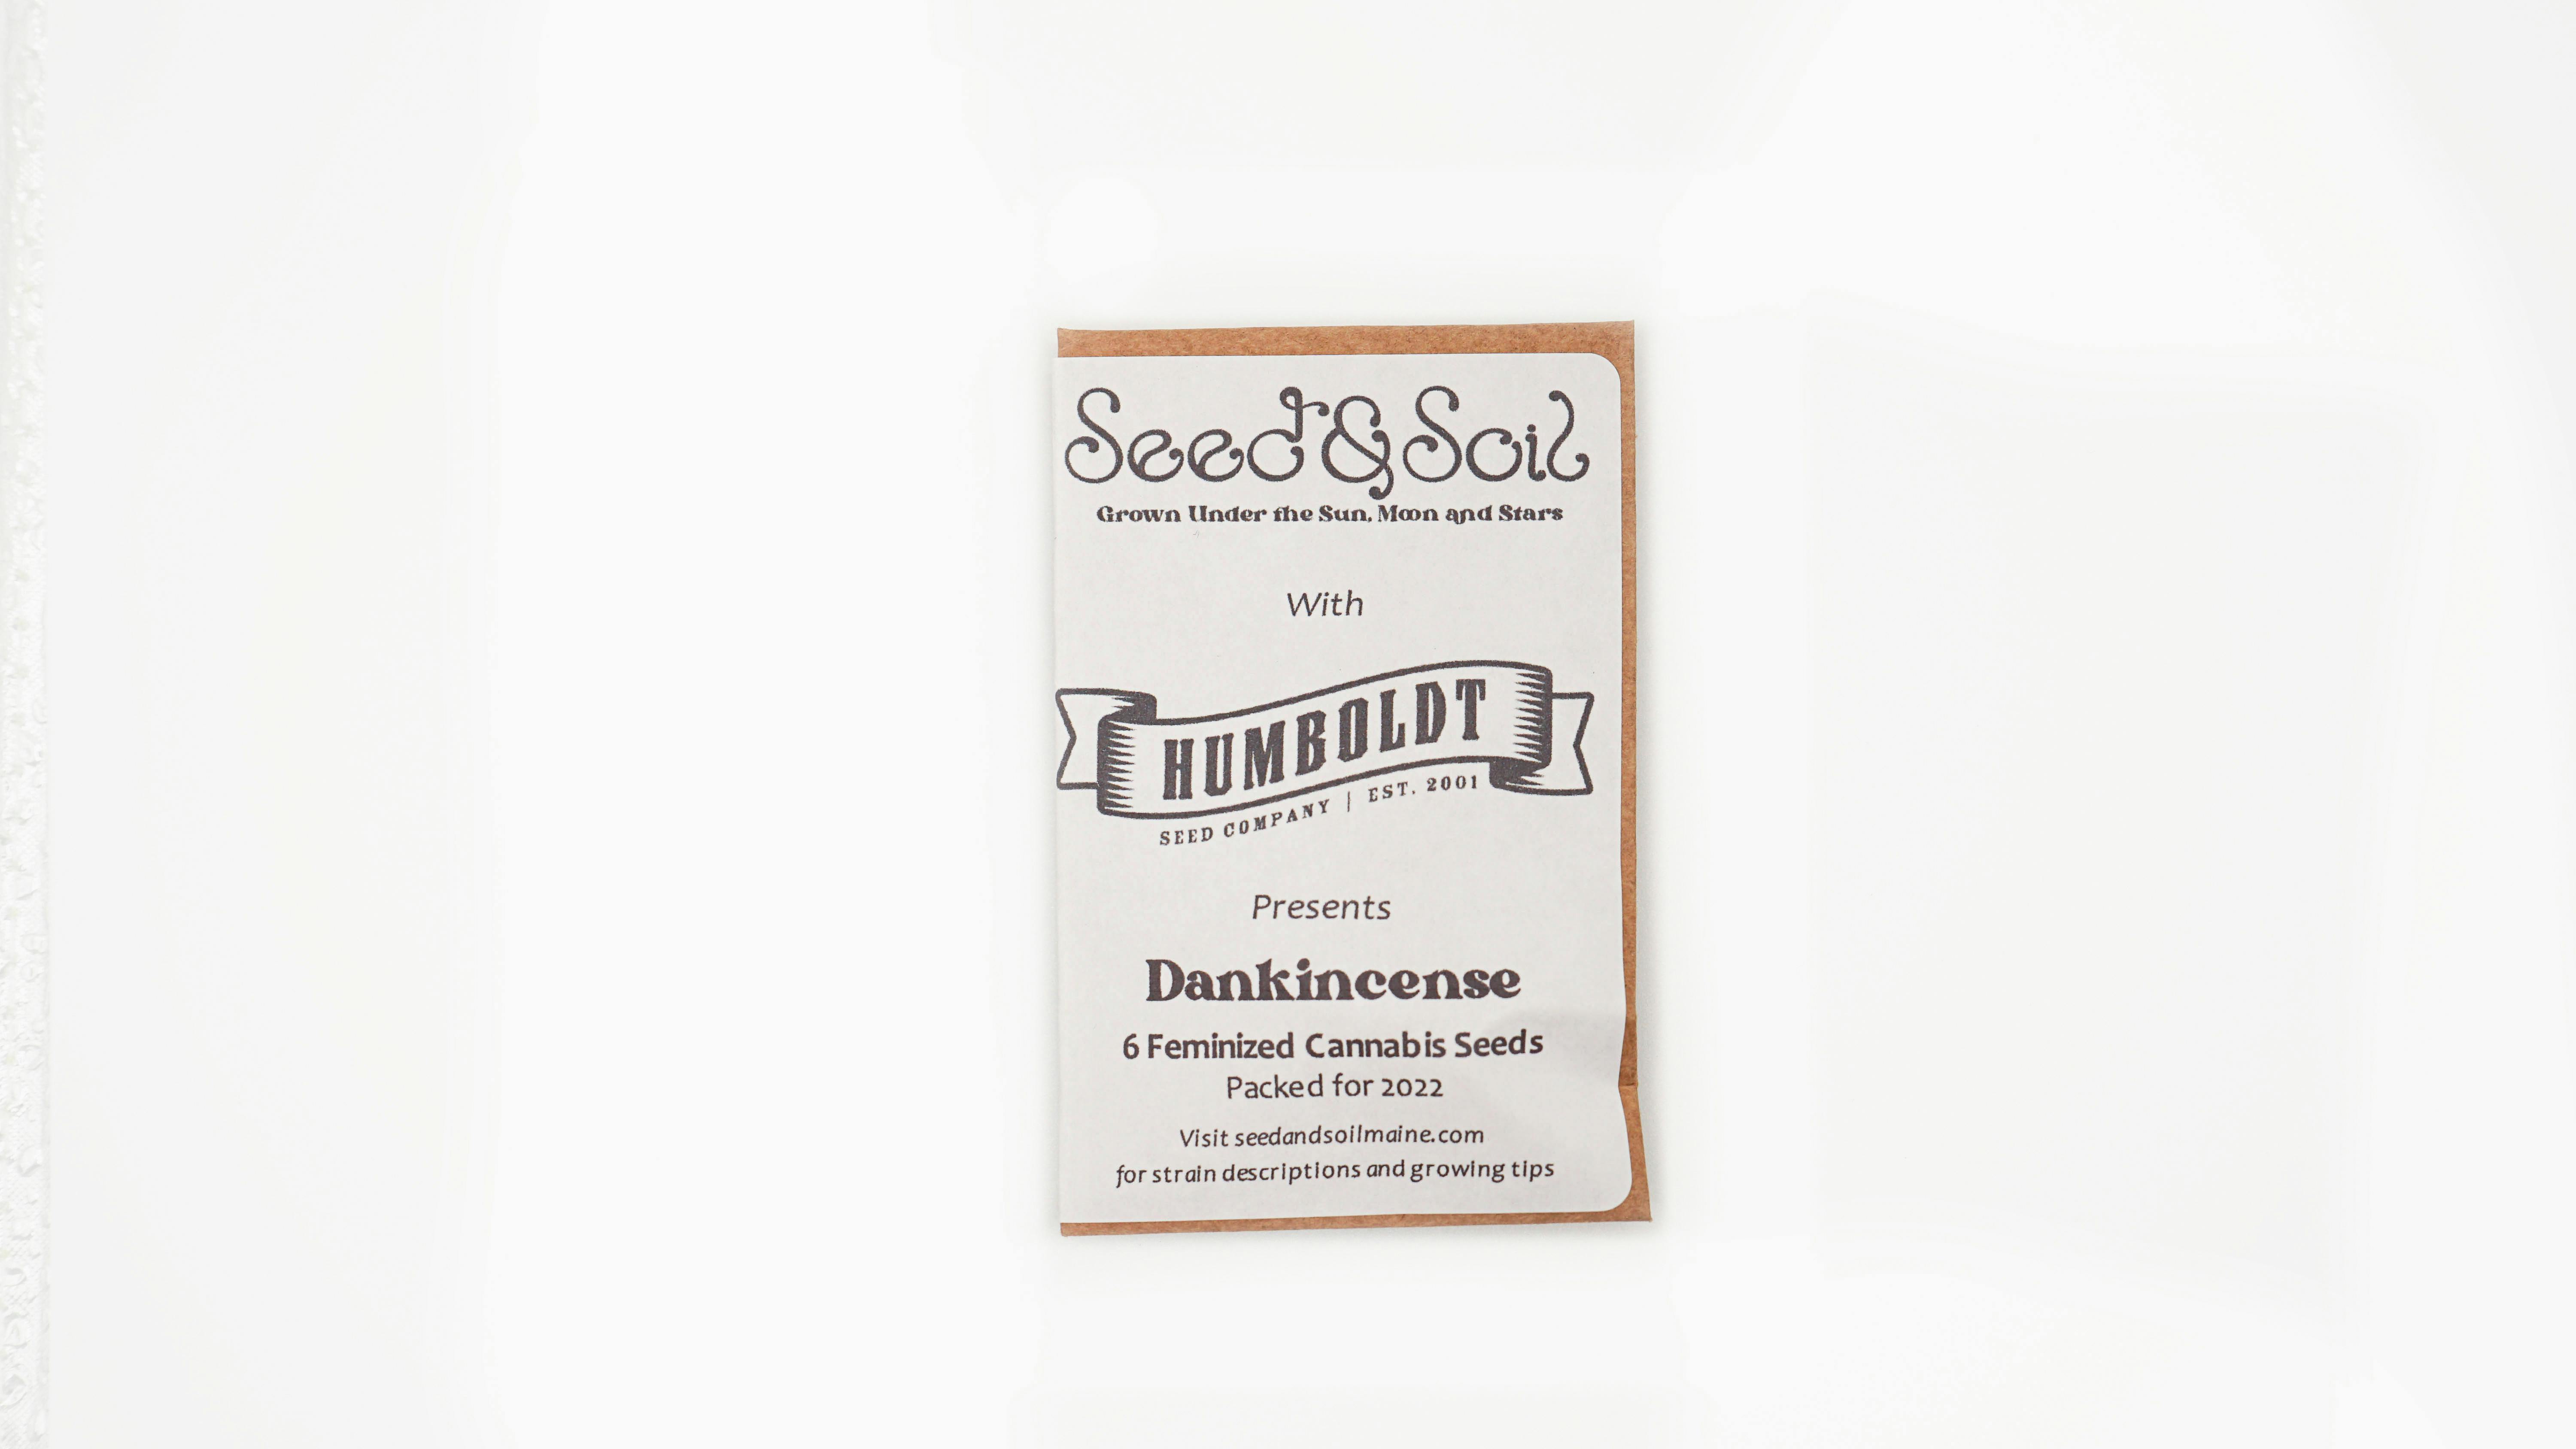 Seed & Soil
Grown Under the Sun, Moon and Stars
With
HUMBOLDT
SEED COMPANY | EST. 2001
Presents
Dankincense
6 Feminized Cannabis Seeds
Packed for 2022
Visit seedandsoilmaine.com
for strain descriptions and growing tips